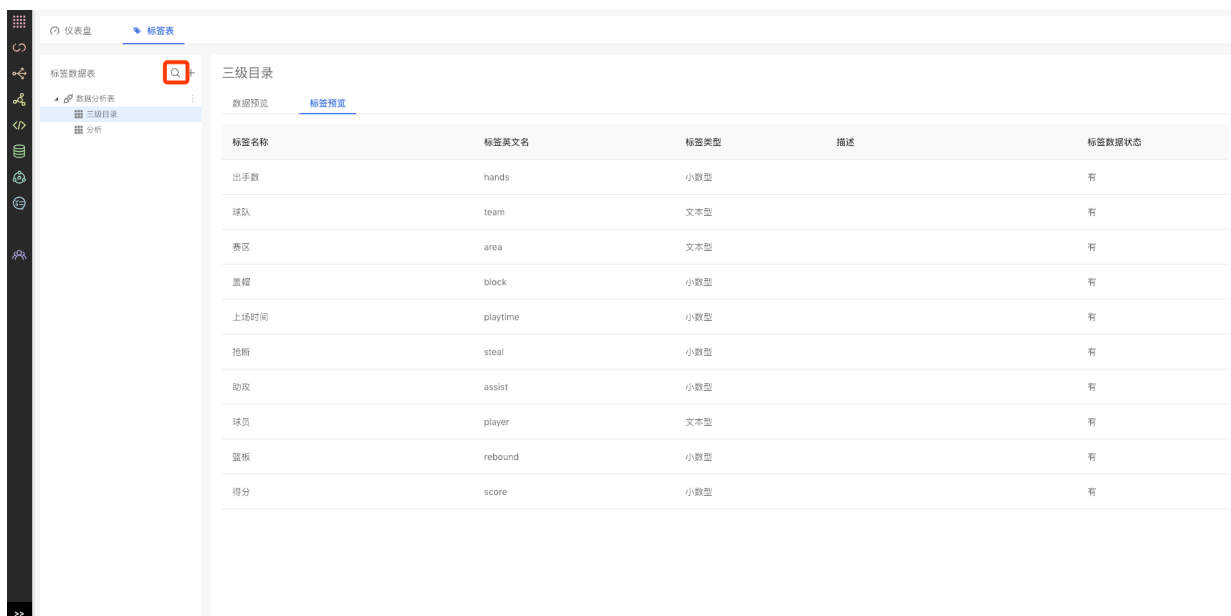 仪表盘 标签表
标签数据表
数据分析表
三级目录
分析
三级目录
数据预览 标签预览
标签名称 标签英文名 标签类型 描述 标签数据状态
出手数 hands 小数型 有
球队 team 文本型 有
赛区 area 文本型 有
盖帽 block 小数型 有
上场时间 playtime 小数型 有
抢断 steal 小数型 有
助攻 assist 小数型 有
球员 player 文本型 有
篮板 rebound 小数型 有
得分 score 小数型 有
>>